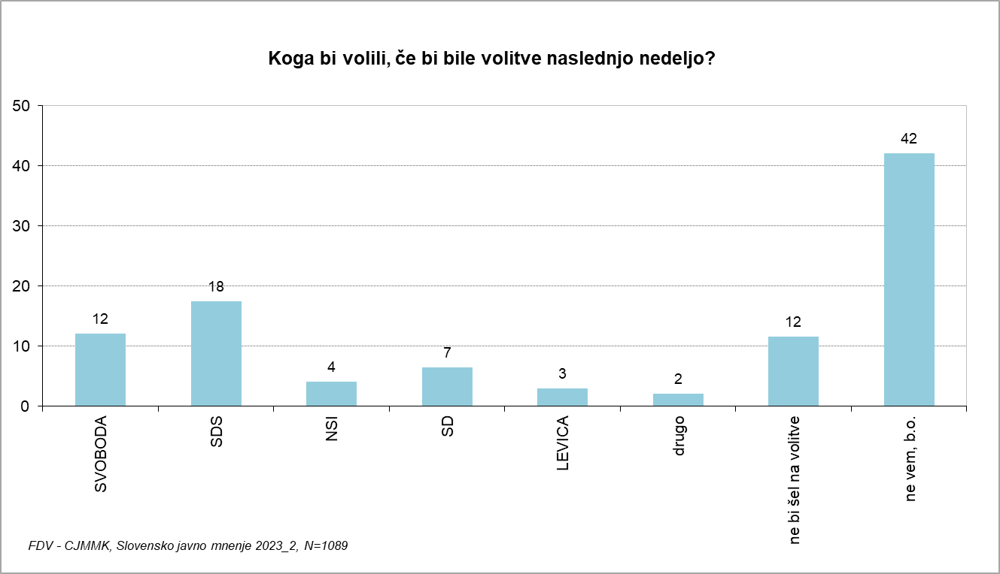 Koga bi volili, če bi bile volitve naslednjo nedeljo?
50
40
30
20
10
0
12
18
4
7
3
2
12
42
SVOBODA
SDS
NSI
SD
LEVICA
drugo
ne bi šel na volitve
ne vem, b.o.
FDV - CJMMK, Slovensko javno mnenje 2023_2, N=1089